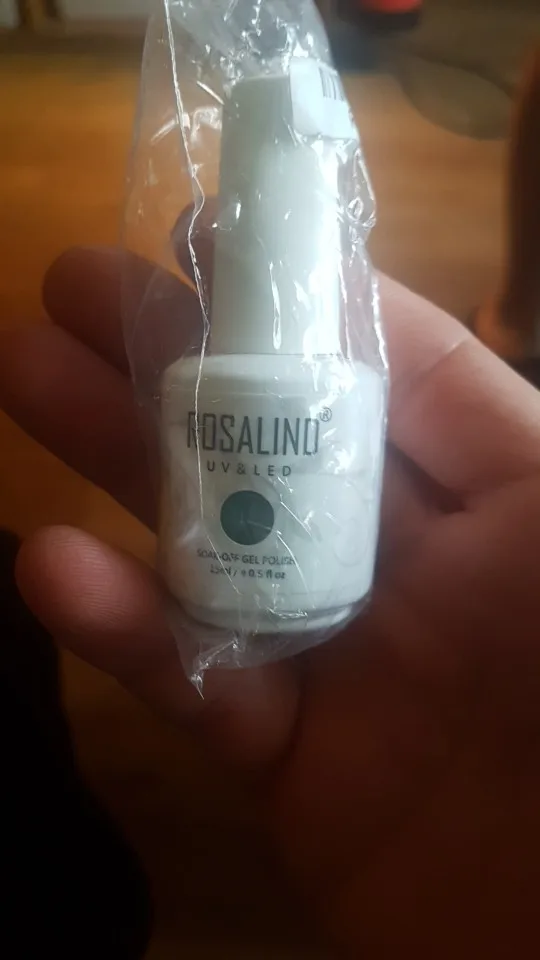 ROSALIND®
UV & LED
SOAK-OFF GEL POLISH
15ml / e 0.5 fl oz